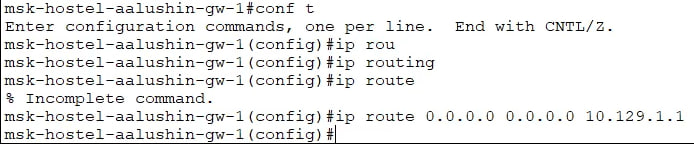 msk-hostel-aalushin-gw-1#conf t
Enter configuration commands, one per line.  End with CNTL/Z.
msk-hostel-aalushin-gw-1(config)#ip rou
msk-hostel-aalushin-gw-1(config)#ip routing
msk-hostel-aalushin-gw-1(config)#ip route
% Incomplete command.
msk-hostel-aalushin-gw-1(config)#ip route 0.0.0.0 0.0.0.0 10.129.1.1
msk-hostel-aalushin-gw-1(config)#